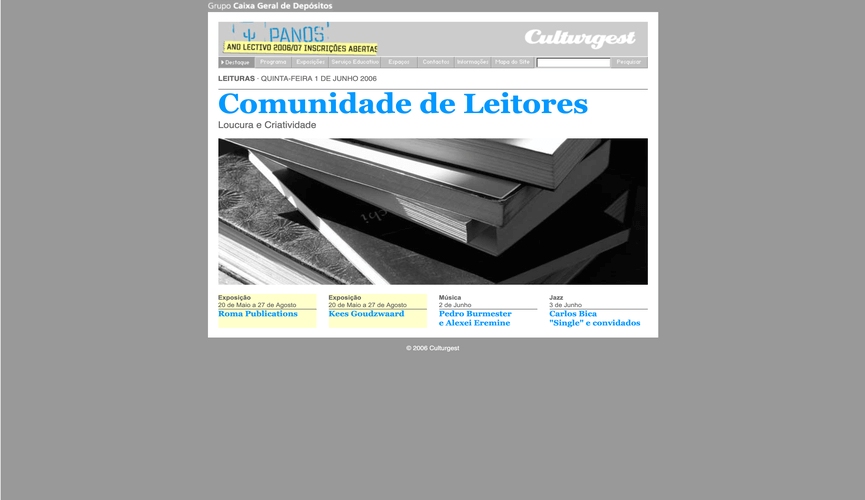 Grupo Caixa Geral de Depósitos
PANOS
ANO LECTIVO 2006/07 INSCRIÇÕES ABERTAS
Culturgest
Destaque Programa Exposições Serviço Educativo Espaços Contactos Informações Mapa do Site Pesquisar
LEITURAS · QUINTA-FEIRA 1 DE JUNHO 2006
Comunidade de Leitores
Loucura e Criatividade
Exposição
20 de Maio a 27 de Agosto
Roma Publications
Exposição
20 de Maio a 27 de Agosto
Kees Goudzwaard
Música
2 de Junho
Pedro Burmester
e Alexei Eremine
Jazz
3 de Junho
Carlos Bica
"Single" e convidados
© 2006 Culturgest